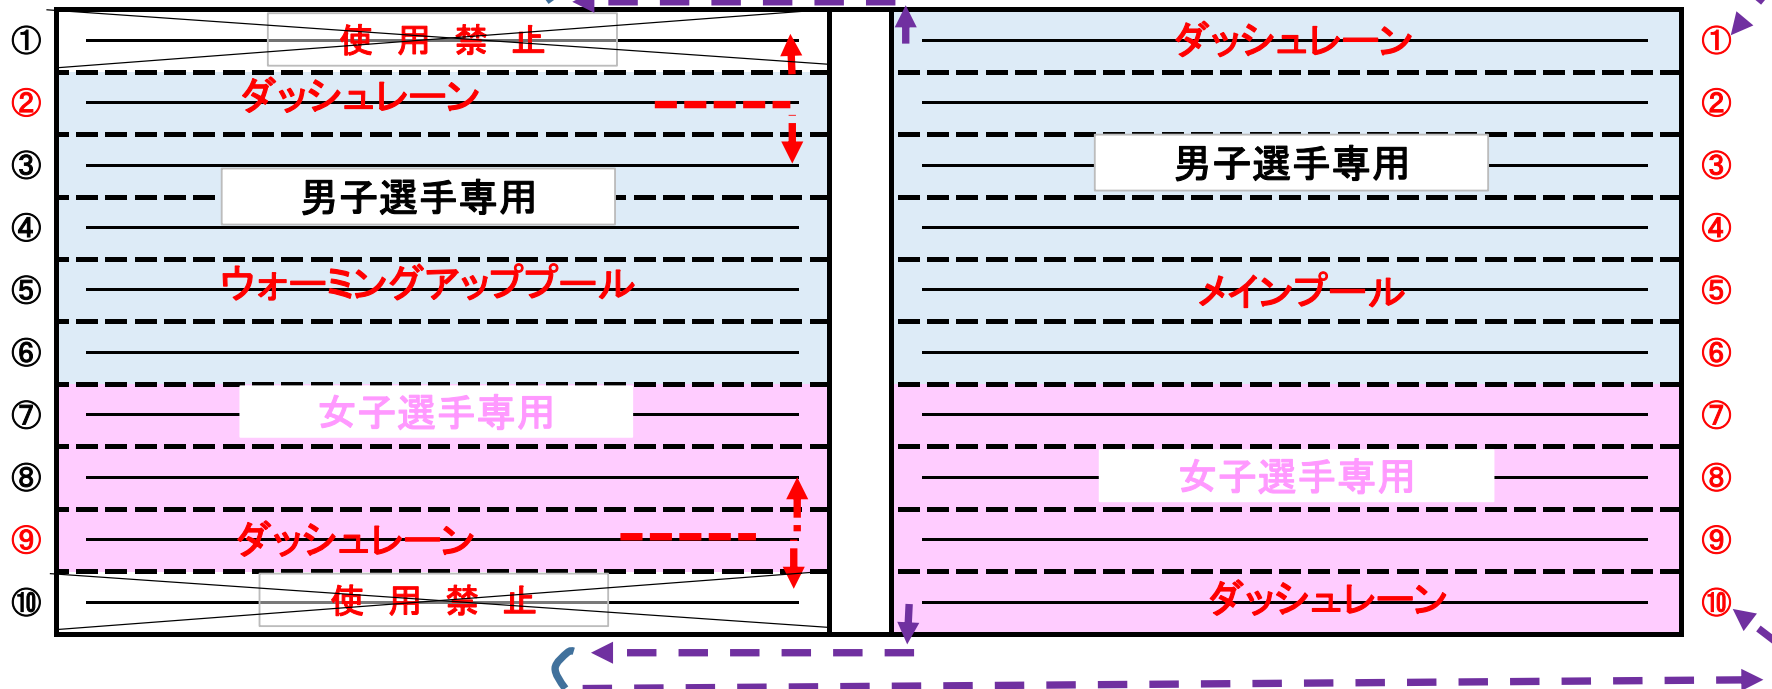 ① 使 用 禁 止 ダッシュレーン ①
② ダッシュレーン ②
③ 男子選手専用 ③
男子選手専用
④ ④
⑤ ウォーミングアップフプール メインプール ⑤
⑥ ⑥
⑦ 女子選手専用 ⑦
⑧ 女子選手専用 ⑧
⑨ ダッシュレーン ⑨
⑩ 使 用 禁 止 ダッシュレーン ⑩